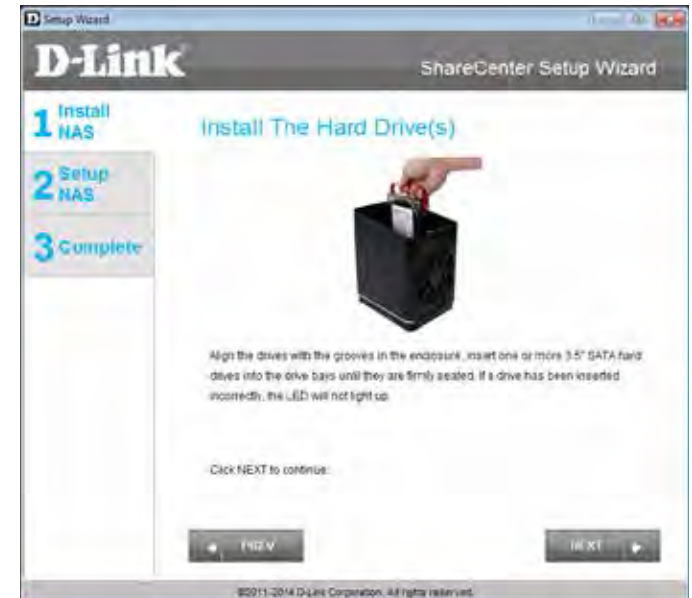 Setup Wizard
D-Link
ShareCenter Setup Wizard
1 Install
NAS
2 Setup
NAS
3 Complete
Install The Hard Drive(s)
Align the drives with the grooves in the enclosure, insert one or more 3.5" SATA hard
drives into the drive bays until they are firmly seated. If a drive has been inserted
incorrectly, the LED will not light up.
Click NEXT to continue.
PREV
NEXT
©2011-2014 D-Link Corporation. All rights reserved.